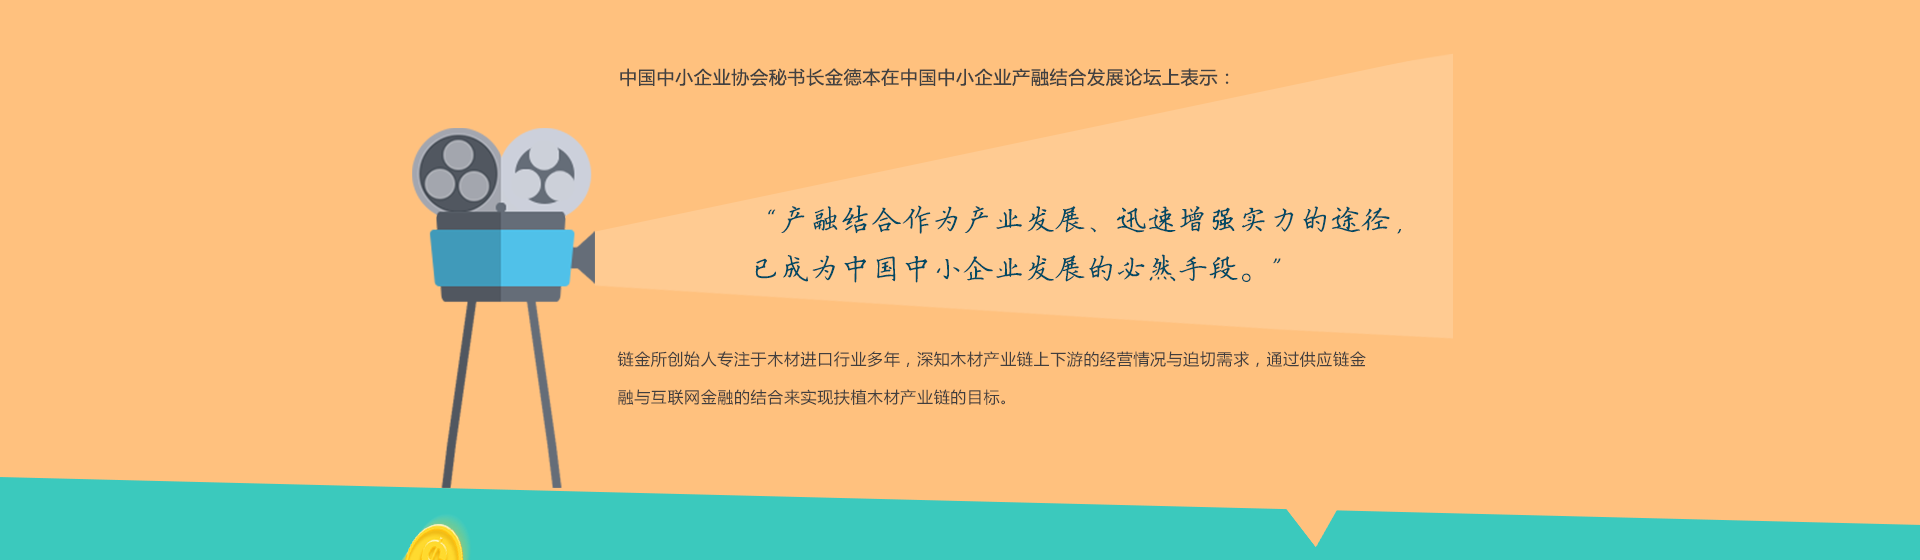 中国中小企业协会秘书长金德本在中国中小企业产融结合发展论坛上表示：
“产融结合作为产业发展、迅速增强实力的途径，
已成为中国中小企业发展的必然手段。”
链金所创始人专注于木材进口行业多年，深知木材产业链上下游的经营情况与迫切需求，通过供应链金
融与互联网金融的结合来实现扶植木材产业链的目标。